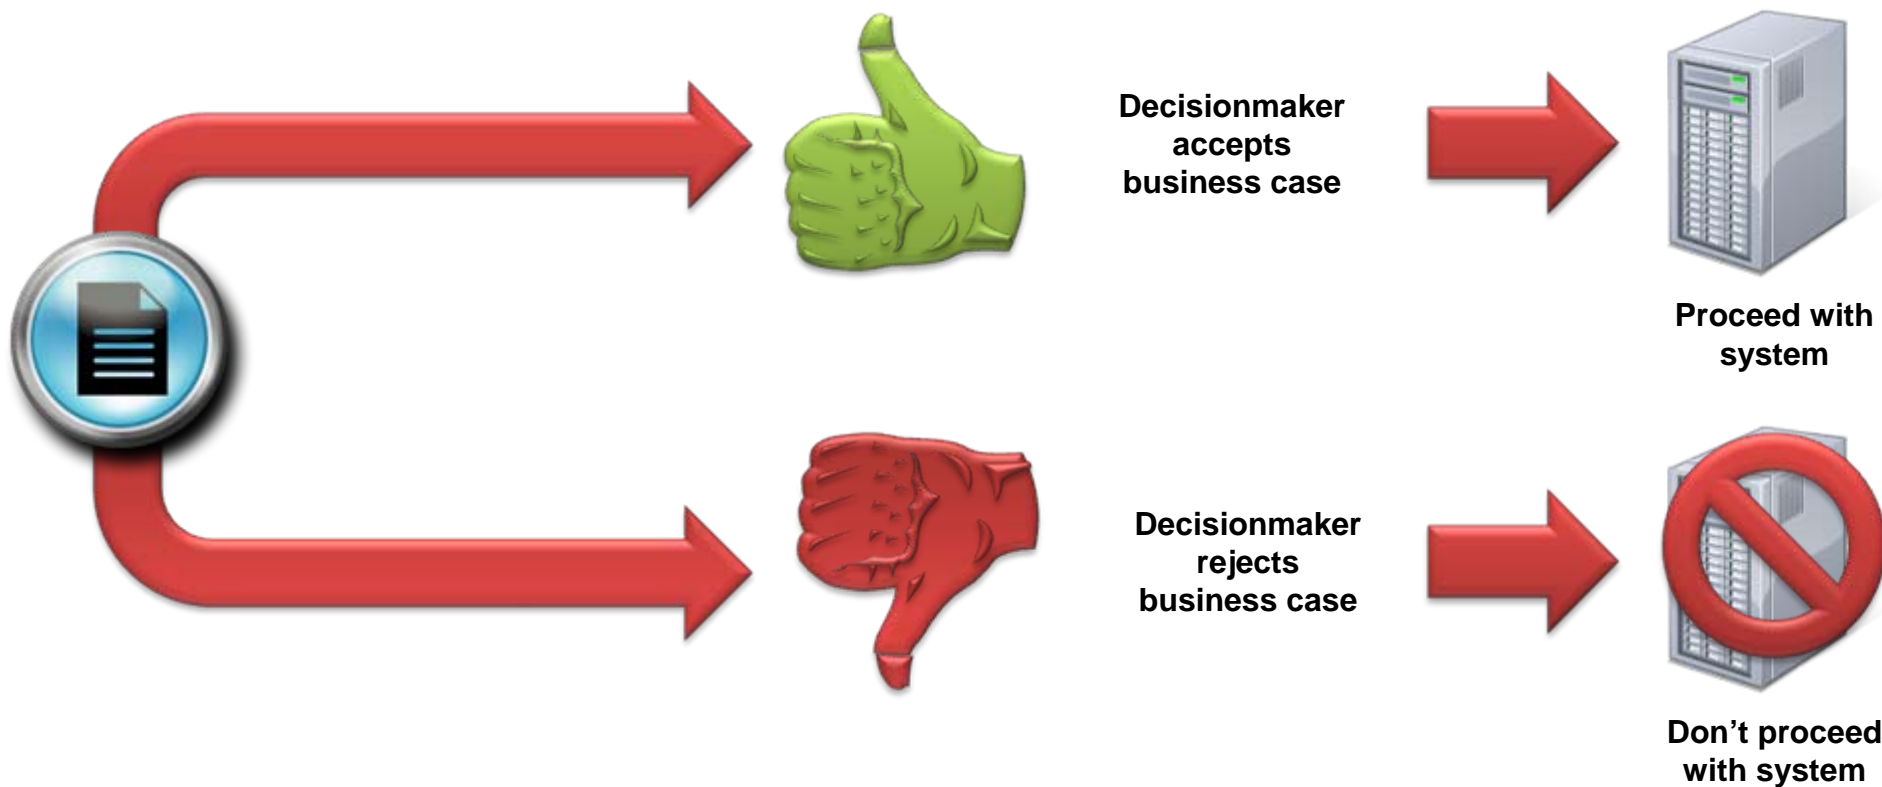 Decisionmaker
accepts
business case
Proceed with
system
Decisionmaker
rejects
business case
Don’t proceed
with system